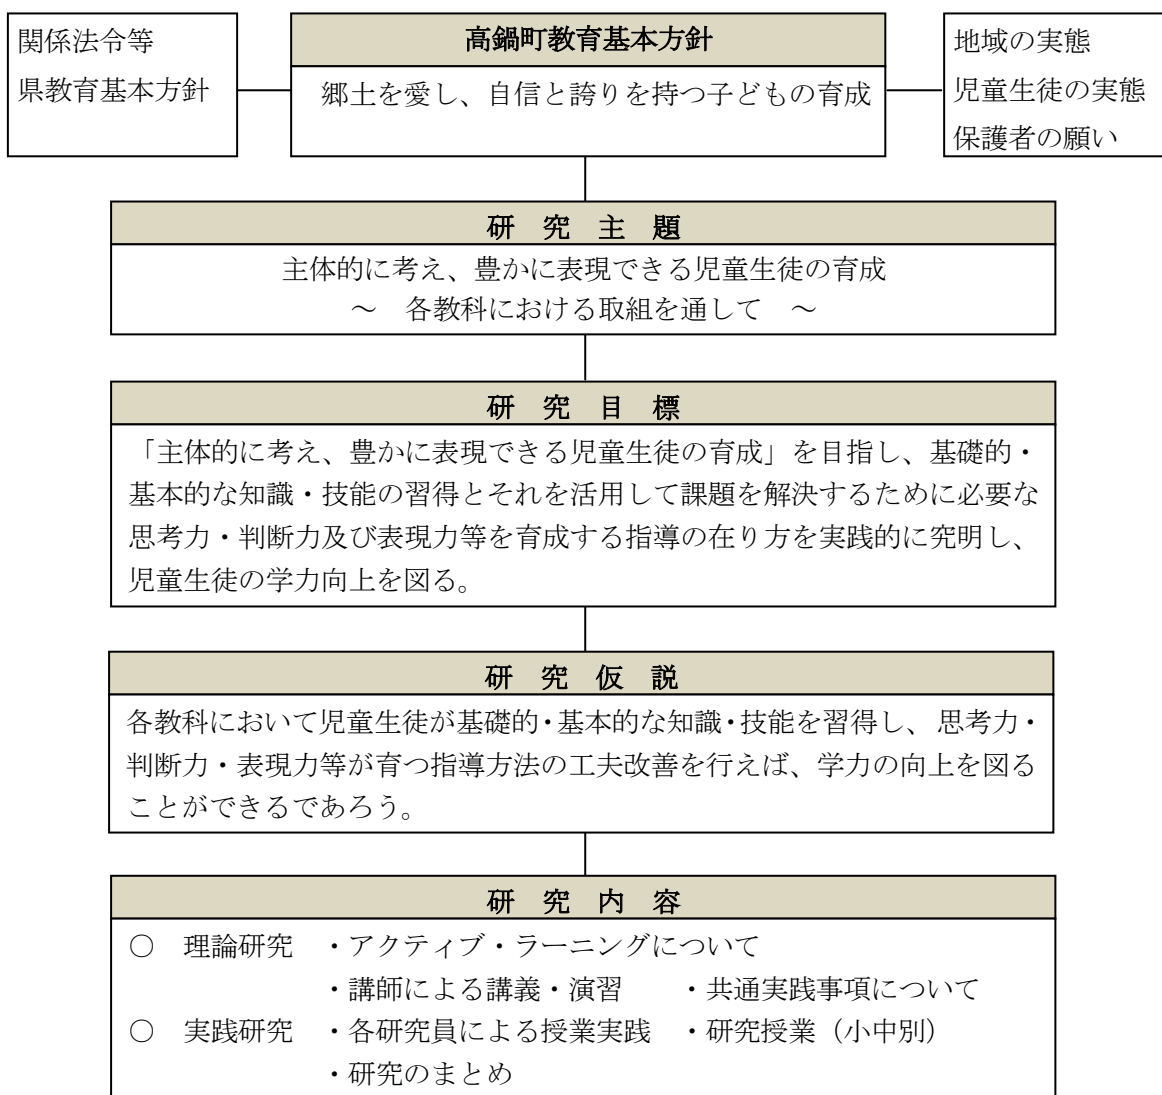 関係法令等
県教育基本方針
高鍋町教育基本方針
郷土を愛し、自信と誇りを持つ子どもの育成
地域の実態
児童生徒の実態
保護者の願い
研究主題
主体的に考え、豊かに表現できる児童生徒の育成
～ 各教科における取組を通して ～
研究目標
「主体的に考え、豊かに表現できる児童生徒の育成」を目指し、基礎的・
基本的な知識・技能の習得とそれを活用して課題を解決するために必要な
思考力・判断力及び表現力等を育成する指導の在り方を実践的に究明し、
児童生徒の学力向上を図る。
研究仮説
各教科において児童生徒が基礎的・基本的な知識・技能を習得し、思考力・
判断力・表現力等が育つ指導方法の工夫改善を行えば、学力の向上を図る
ことができるであろう。
研究内容
○ 理論研究 ・アクティブ・ラーニングについて
・講師による講義・演習 ・共通実践事項について
○ 実践研究 ・各研究員による授業実践 ・研究授業（小中別）
・研究のまとめ